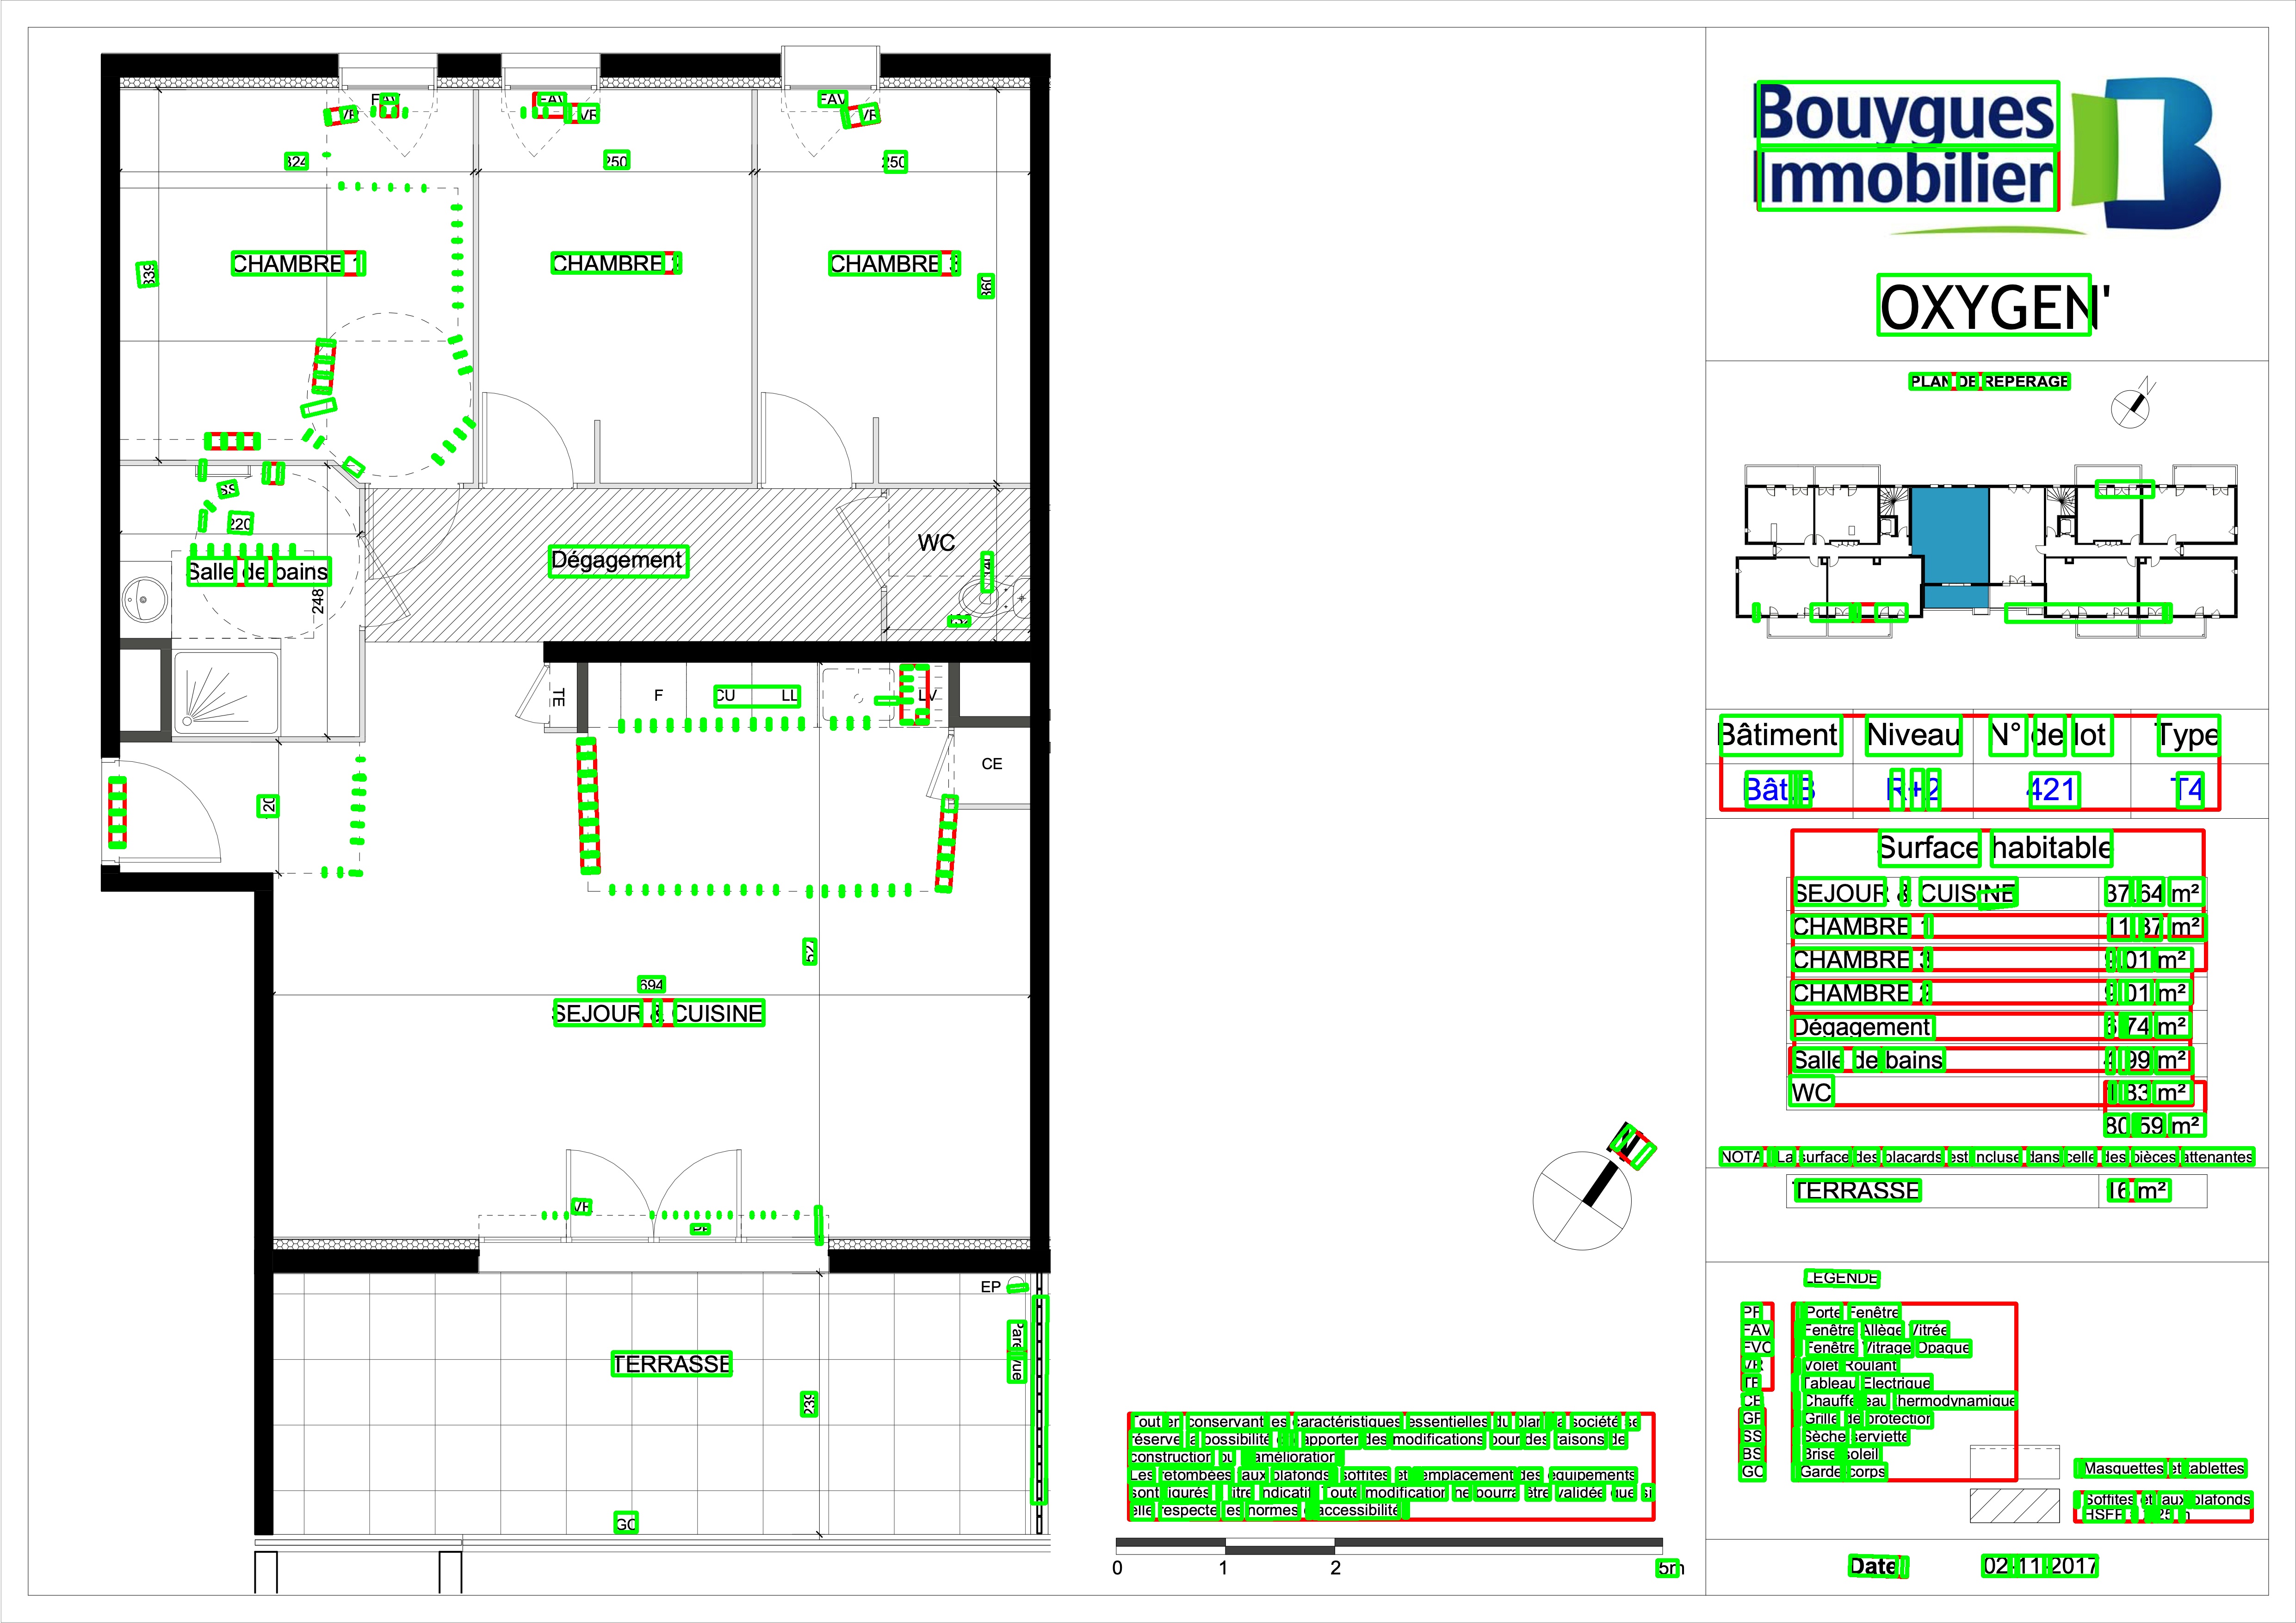 FAV
VR
FAV
VR
FAV
VR
324
250
250
CHAMBRE 1
CHAMBRE 2
CHAMBRE 3
339
360
SS
220
Salle de bains
248
Dégagement
WC
TE
F
CU
LL
LV
CE
120
527
694
SEJOUR & CUISINE
VR
PF
EP
Pare
vue
TERRASSE
239
GC
Tout en conservant les caractéristiques essentielles du plan, la société se
réserve la possibilité d'y apporter des modifications pour des raisons de
construction ou d'amélioration.
Les retombées, faux plafonds, soffites et emplacement des équipements
sont figurés à titre indicatif. Toute modification ne pourra être validée que si
elle respecte les normes d'accessibilité.
0 1 2 5m
Bouygues
Immobilier
OXYGEN'
PLAN DE REPERAGE
N
Bâtiment Niveau N° de lot Type
Bât.B R+2 421 T4
Surface habitable
SEJOUR & CUISINE 37,64 m²
CHAMBRE 1 11,37 m²
CHAMBRE 3 9,01 m²
CHAMBRE 2 9,01 m²
Dégagement 6,74 m²
Salle de bains 4,99 m²
WC 1,83 m²
80,59 m²
NOTA : La surface des placards est incluse dans celle des pièces attenantes
TERRASSE 16 m²
LEGENDE
PF : Porte Fenêtre
FAV : Fenêtre Allège Vitrée
FVO : Fenêtre Vitrage Opaque
VR : Volet Roulant
TE : Tableau Electrique
CE : Chauffe eau thermodynamique
GP : Grille de protection
SS : Sèche serviette
BS : Brise soleil
GC : Garde-corps
: Masquettes et tablettes
: Soffites et faux plafonds
Date :
02-11-2017